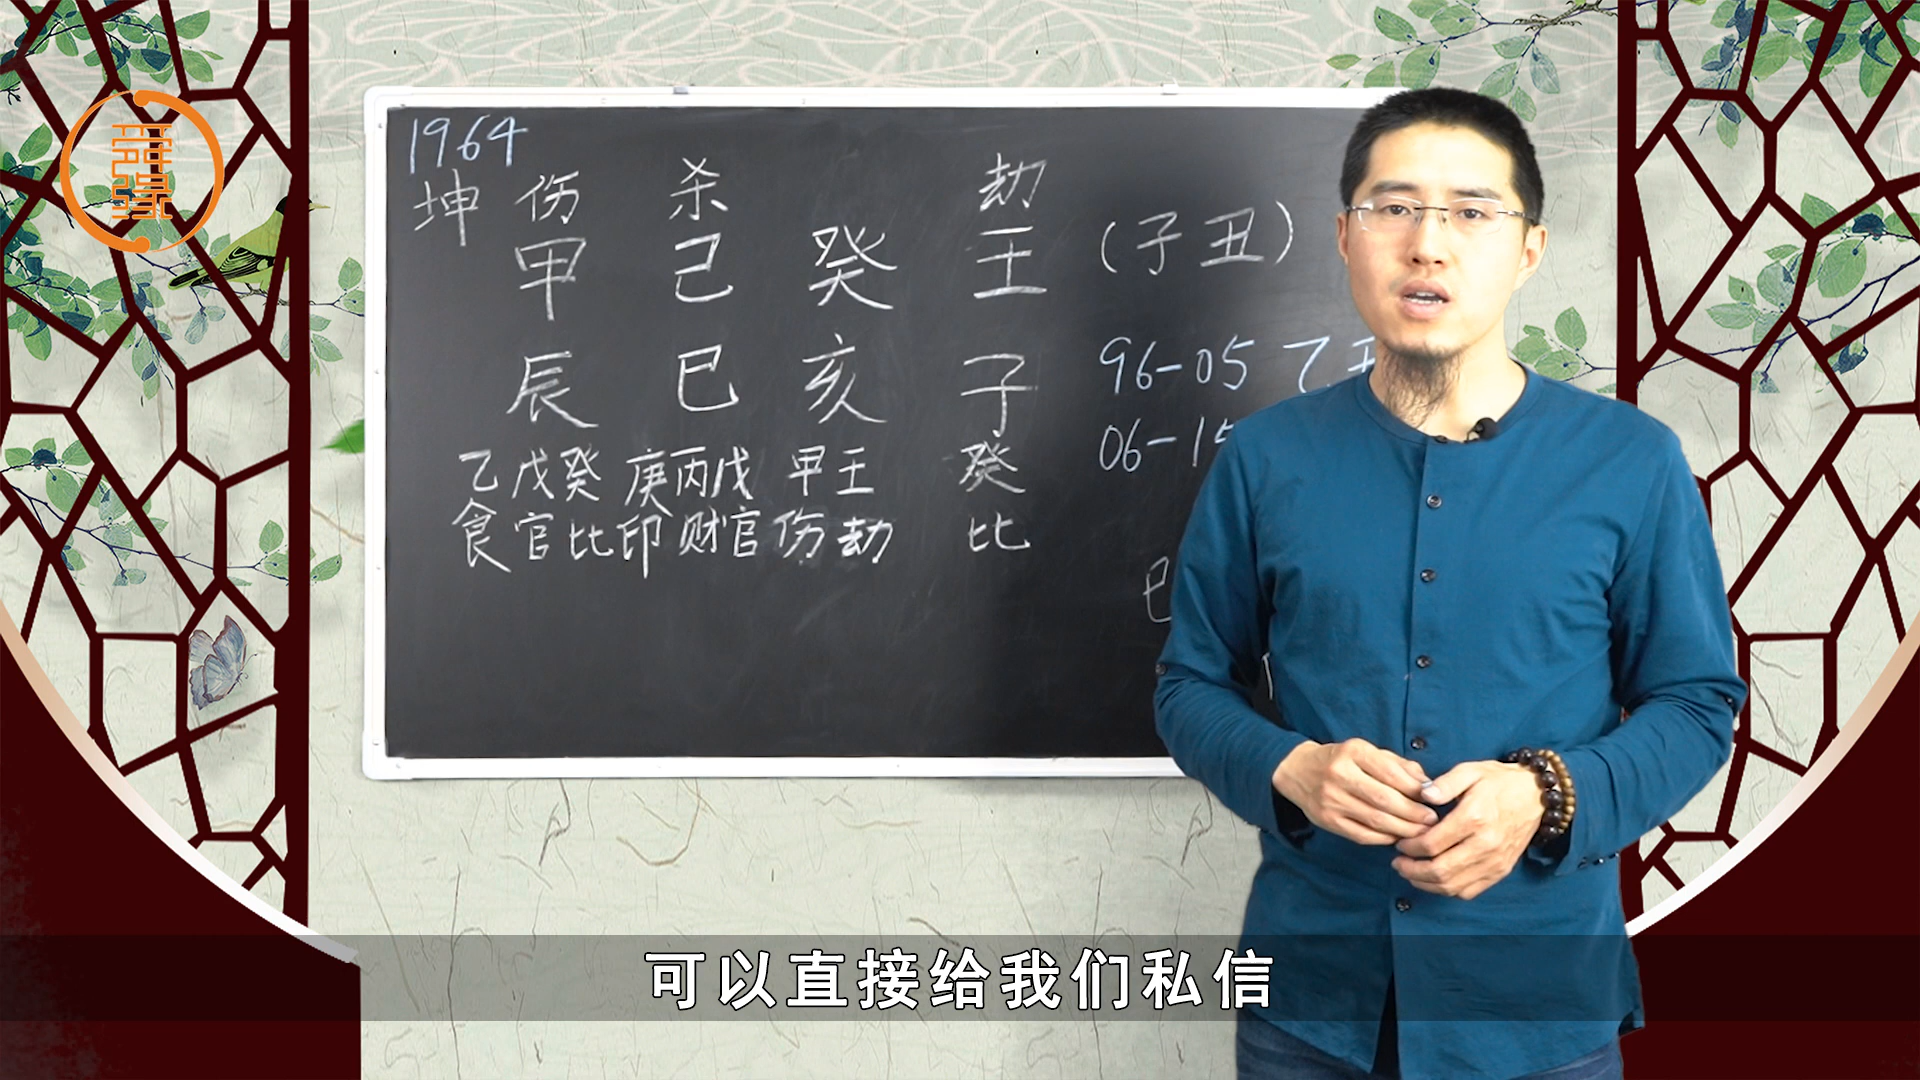 1964
坤 伤 杀 劫
甲 己 癸 壬 (子丑)
辰 巳 亥 子
乙戊癸 庚丙戊 甲壬 癸
食官比 印财官 伤劫 比
96-05 乙
06-1
可以直接给我们私信